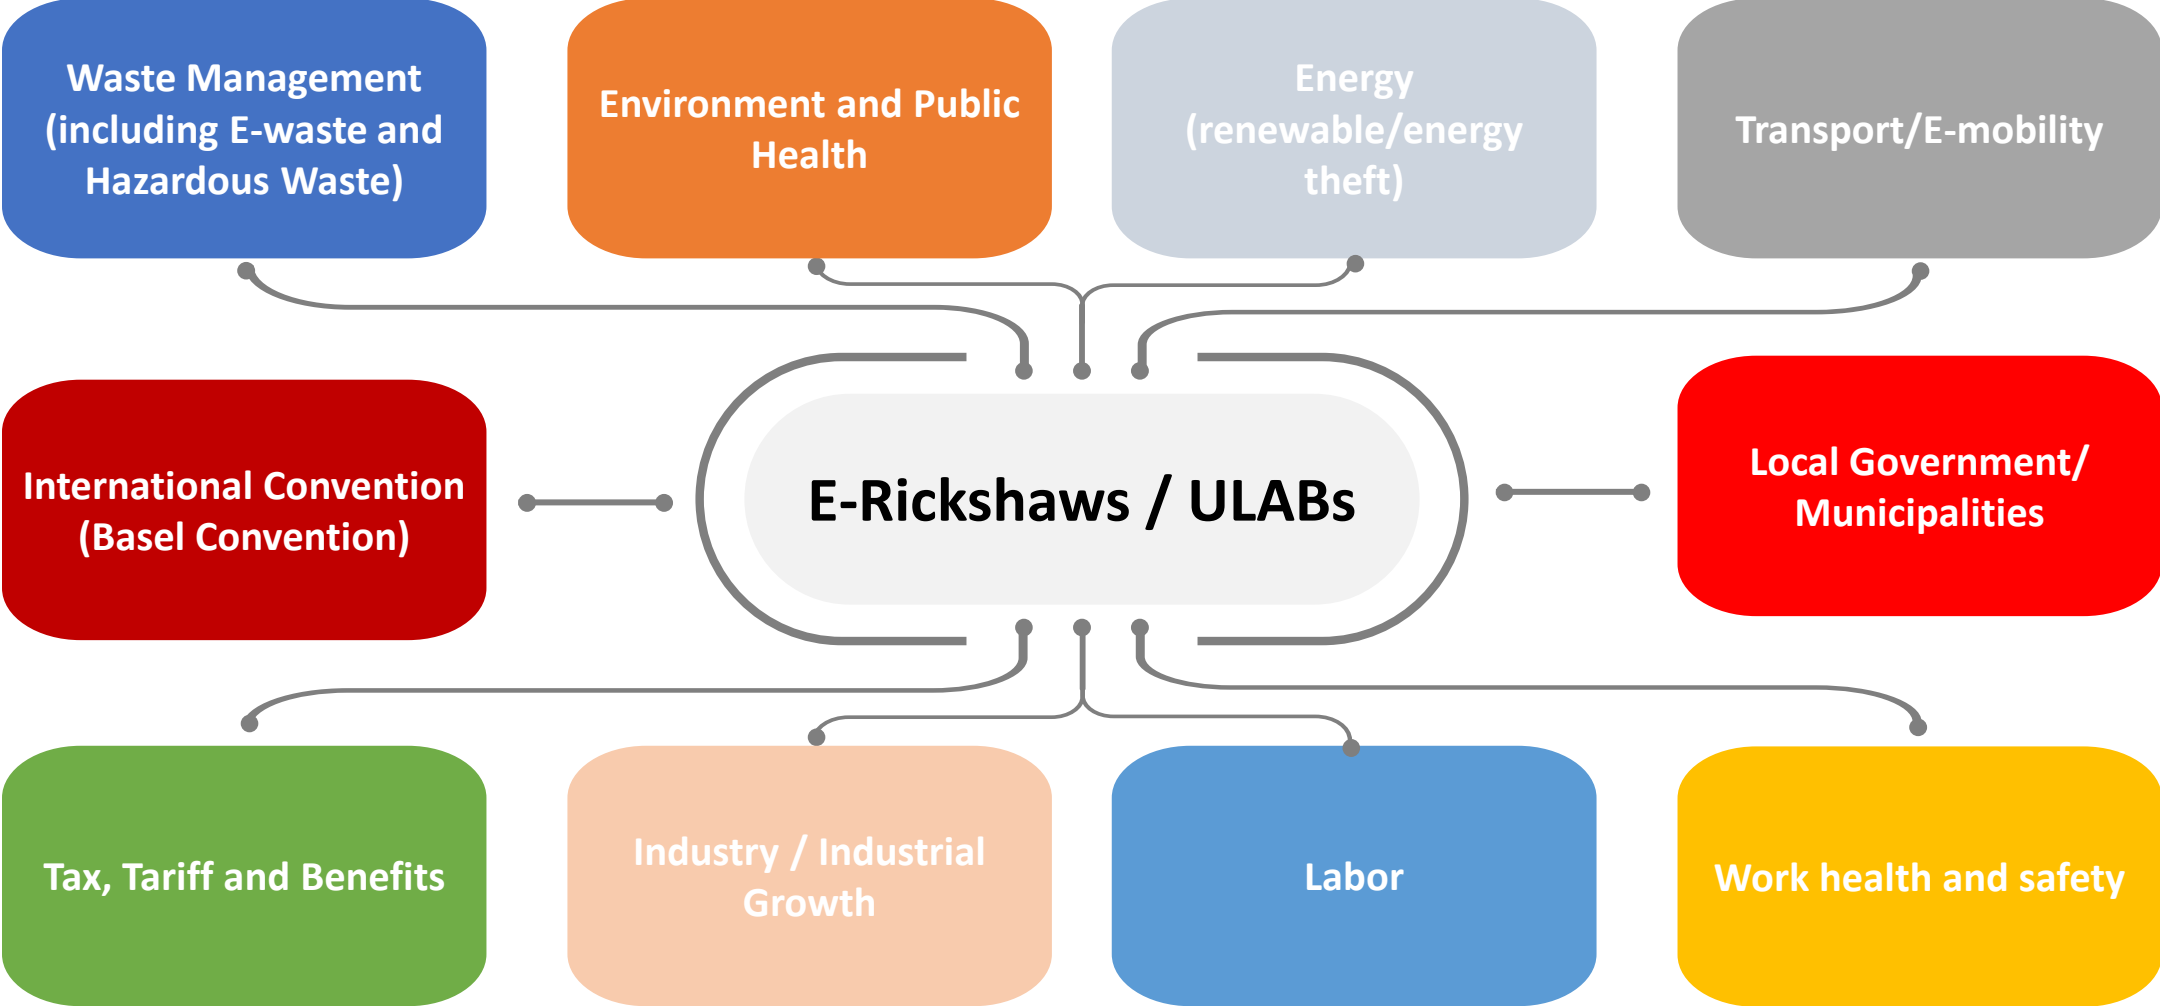 Waste Management
(including E-waste and
Hazardous Waste)
Environment and Public
Health
Energy
(renewable/energy
theft)
Transport/E-mobility
International Convention
(Basel Convention)
E-Rickshaws / ULABs
Local Government/
Municipalities
Tax, Tariff and Benefits
Industry / Industrial
Growth
Labor
Work health and safety